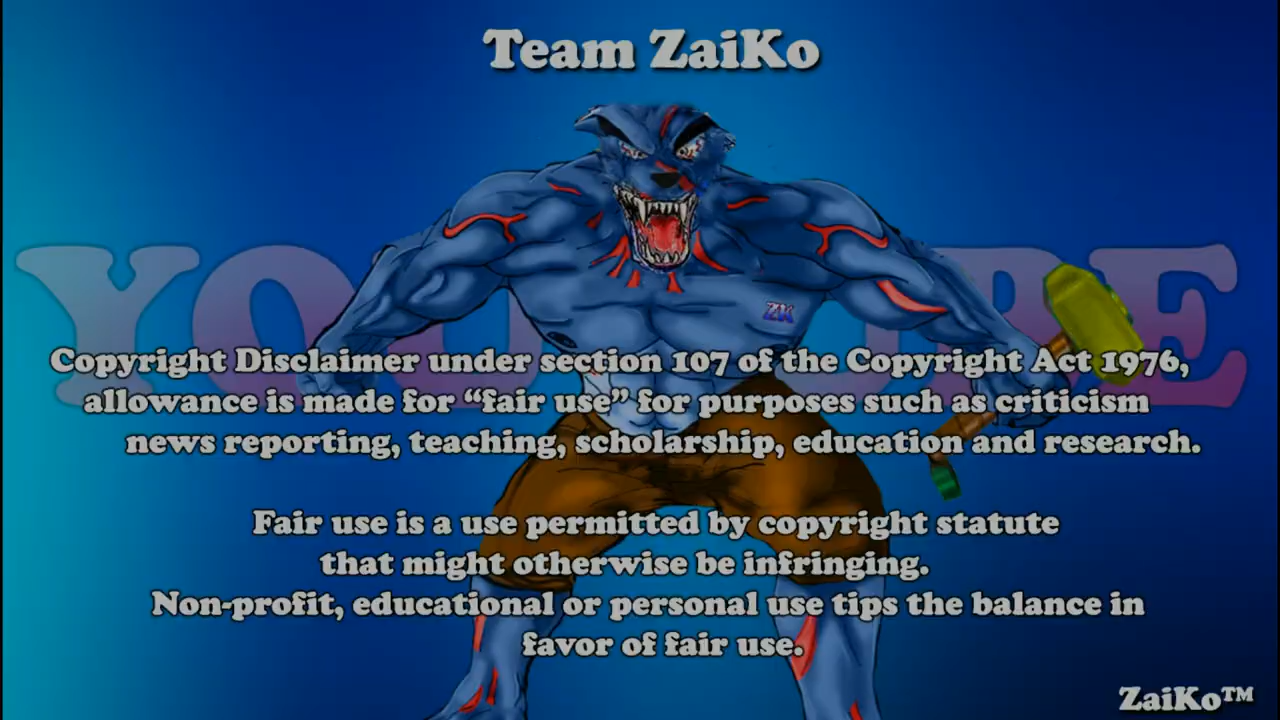 Team ZaiKo
ZK
YOUTUBE
Copyright Disclaimer under section 107 of the Copyright Act 1976,
allowance is made for “fair use” for purposes such as criticism
news reporting, teaching, scholarship, education and research.
Fair use is a use permitted by copyright statute
that might otherwise be infringing.
Non-profit, educational or personal use tips the balance in
favor of fair use.
ZaiKo™